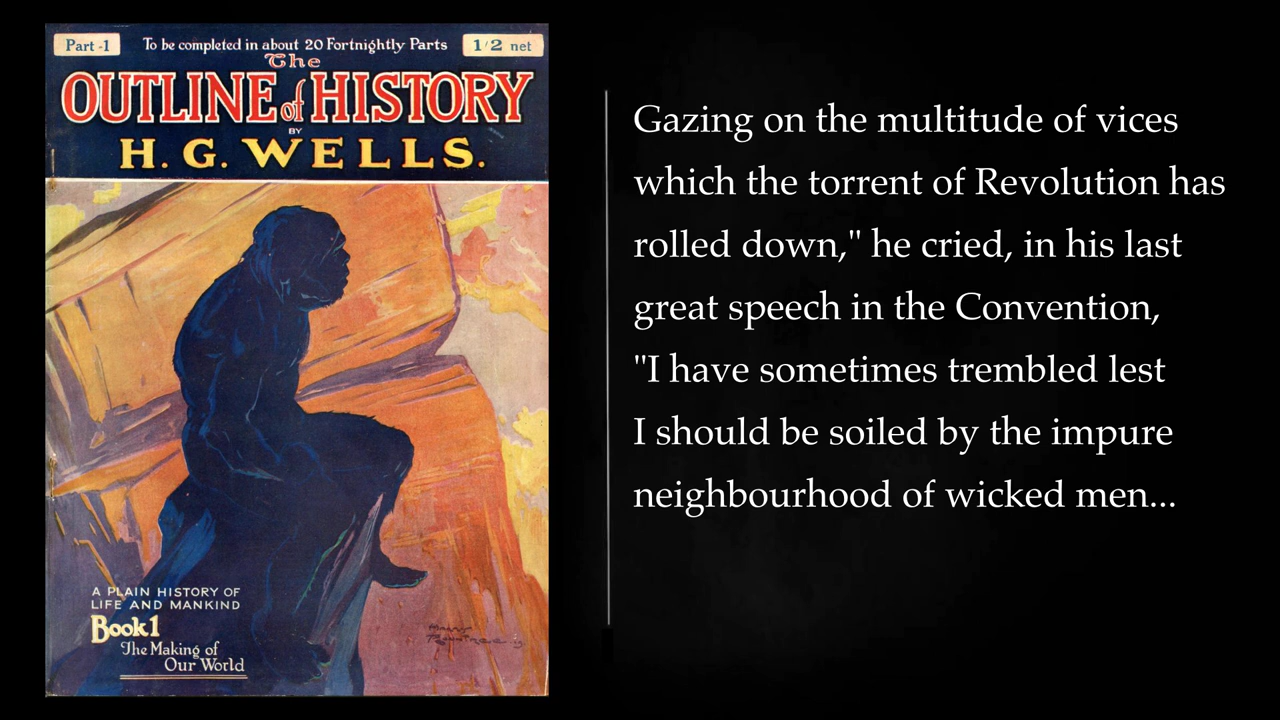 Part -1
To be completed in about 20 Fortnightly Parts
1/2 net
The
OUTLINE of HISTORY
BY
H. G. WELLS.
A PLAIN HISTORY OF
LIFE AND MANKIND
Book 1
The Making of
Our World
Gazing on the multitude of vices
which the torrent of Revolution has
rolled down," he cried, in his last
great speech in the Convention,
"I have sometimes trembled lest
I should be soiled by the impure
neighbourhood of wicked men...